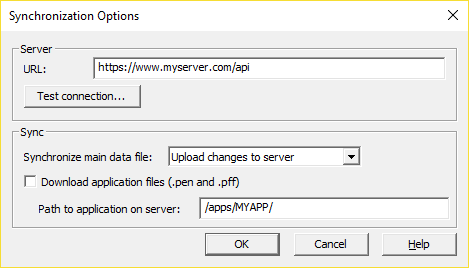 Synchronization Options
Server
URL: https://www.myserver.com/api
Test connection...
Sync
Synchronize main data file: Upload changes to server
Download application files (.pen and .pff)
Path to application on server: /apps/MYAPP/
OK Cancel Help